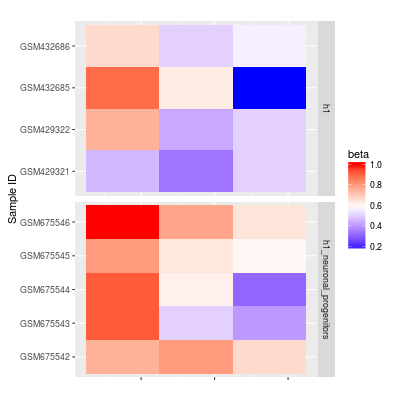 Sample ID
GSM432686
GSM432685
GSM429322
GSM429321
h1
GSM675546
GSM675545
GSM675544
GSM675543
GSM675542
h1_neuronal_progenitors
beta
1.0
0.8
0.6
0.4
0.2